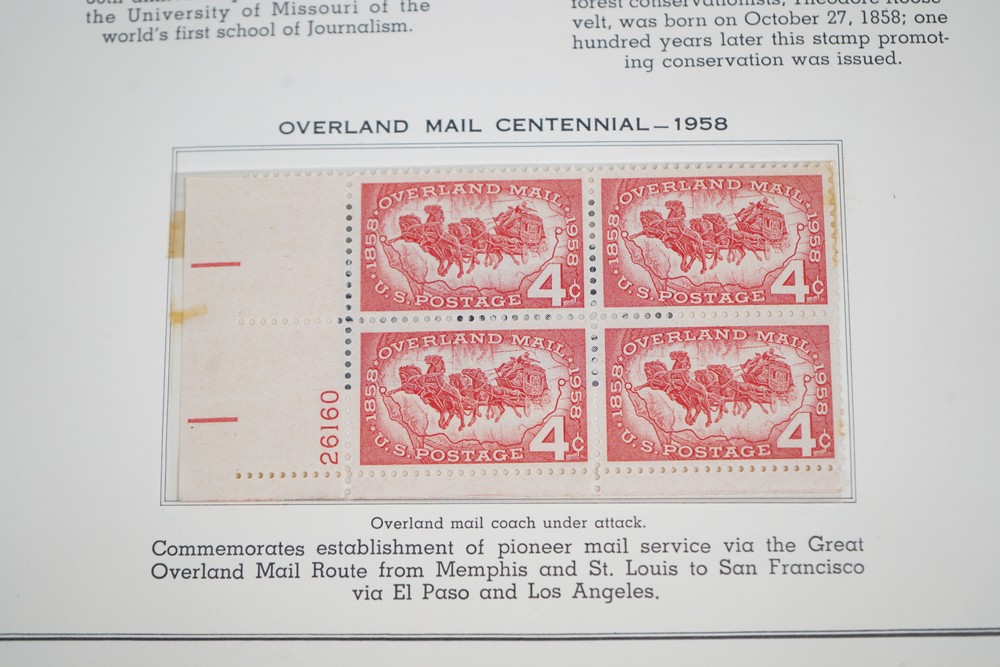 the University of Missouri of the
world's first school of Journalism.
forest conservationists, Theodore Roose-
velt, was born on October 27, 1858; one
hundred years later this stamp promot-
ing conservation was issued.
OVERLAND MAIL CENTENNIAL—1958
1858 · OVERLAND MAIL · 1958
U.S. POSTAGE 4¢
1858 · OVERLAND MAIL · 1958
U.S. POSTAGE 4¢
1858 · OVERLAND MAIL · 1958
U.S. POSTAGE 4¢
1858 · OVERLAND MAIL · 1958
U.S. POSTAGE 4¢
26160
Overland mail coach under attack.
Commemorates establishment of pioneer mail service via the Great
Overland Mail Route from Memphis and St. Louis to San Francisco
via El Paso and Los Angeles.